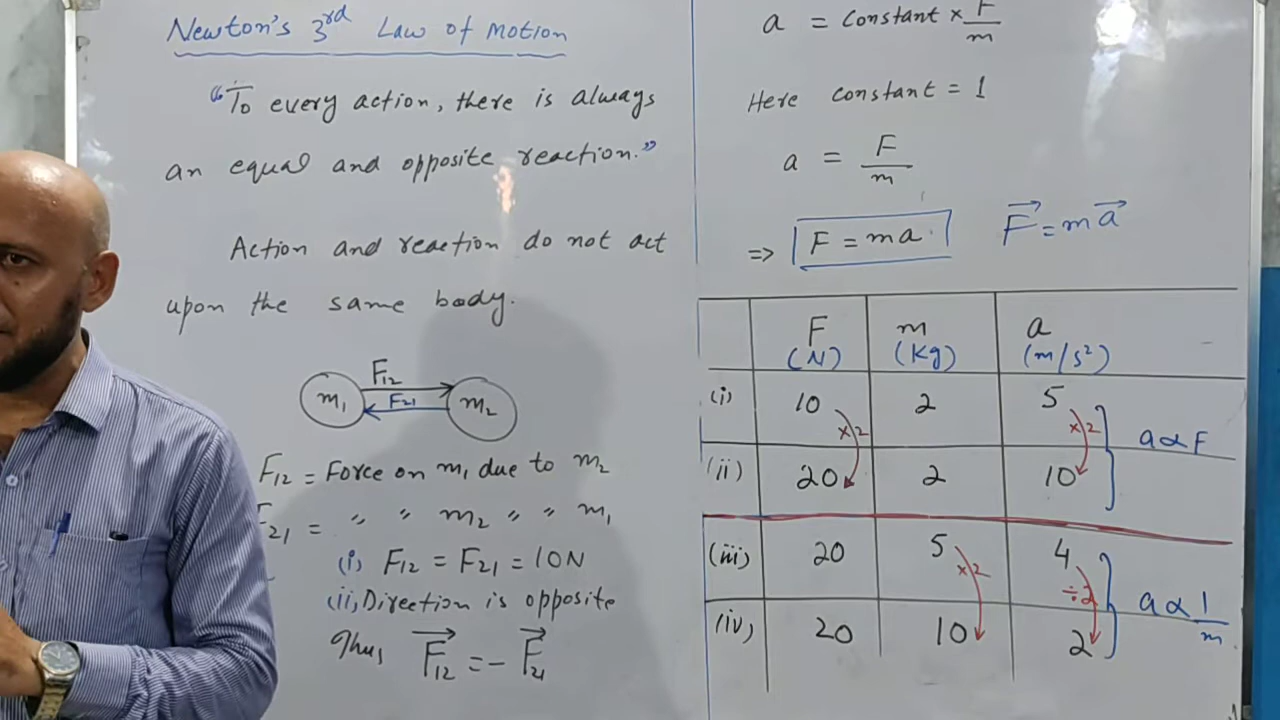 Newton's 3rd Law of Motion
"To every action, there is always
an equal and opposite reaction."
Action and reaction do not act
upon the same body.
F12
m1 F21 m2
F12 = Force on m1 due to m2
F21 = " " m2 " " m1
(i) F12 = F21 = 10N
(ii) Direction is opposite
Thus, F⃗12 = - F⃗21
a = Constant × F/m
Here constant = 1
a = F/m
=> F = ma. F⃗ = m a⃗
F m a
(N) (Kg) (m/s²)
(i) 10 2 5
×2 ×2 a ∝ F
(ii) 20 2 10
(iii) 20 5 4
×2 ÷2 a ∝ 1/m
(iv) 20 10 2